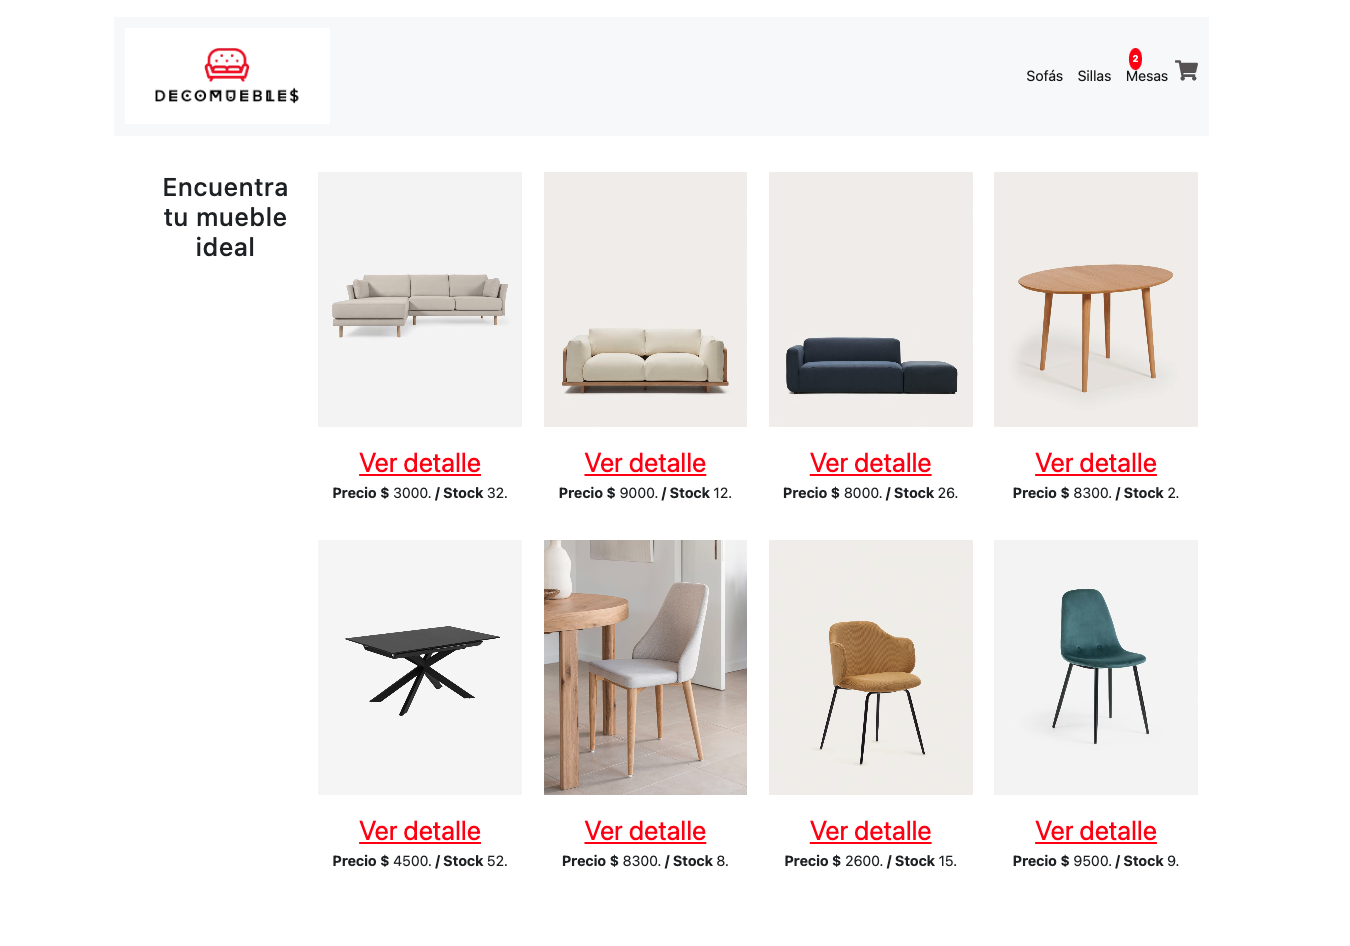 DECOMUEBLE$
2
Sofás Sillas Mesas
Encuentra
tu mueble
ideal
Ver detalle
Precio $ 3000. / Stock 32.
Ver detalle
Precio $ 9000. / Stock 12.
Ver detalle
Precio $ 8000. / Stock 26.
Ver detalle
Precio $ 8300. / Stock 2.
Ver detalle
Precio $ 4500. / Stock 52.
Ver detalle
Precio $ 8300. / Stock 8.
Ver detalle
Precio $ 2600. / Stock 15.
Ver detalle
Precio $ 9500. / Stock 9.